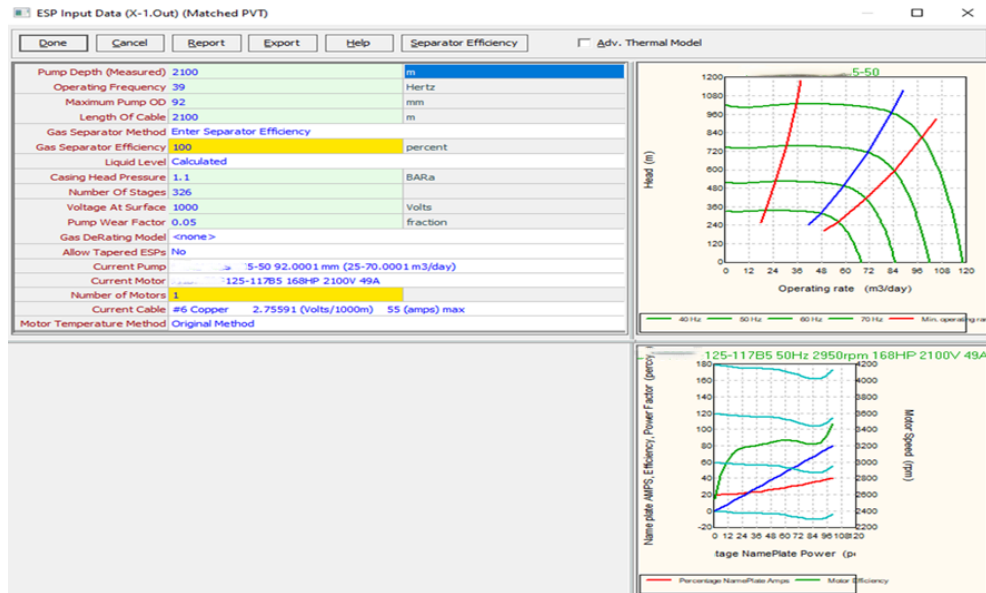 ESP Input Data (X-1.Out) (Matched PVT)
Done Cancel Report Export Help Separator Efficiency Adv. Thermal Model
Pump Depth (Measured) 2100 m
Operating Frequency 39 Hertz
Maximum Pump OD 92 mm
Length Of Cable 2100 m
Gas Separator Method Enter Separator Efficiency
Gas Separator Efficiency 100 percent
Liquid Level Calculated
Casing Head Pressure 1.1 BARa
Number Of Stages 326
Voltage At Surface 1000 Volts
Pump Wear Factor 0.05 fraction
Gas DeRating Model <none>
Allow Tapered ESPs No
Current Pump 5-50 92.0001 mm (25-70.0001 m3/day)
Current Motor 125-117B5 168HP 2100V 49A
Number of Motors 1
Current Cable #6 Copper 2.75591 (Volts/1000m) 55 (amps) max
Motor Temperature Method Original Method
5-50
1200
1080
960
840
720
600
480
360
240
120
0
Head (m)
0 12 24 36 48 60 72 84 96 108 120
Operating rate (m3/day)
40 Hz 50 Hz 60 Hz 70 Hz Min. operating ran
125-117B5 50Hz 2950rpm 168HP 2100V 49A
180 4200
160 4000
140 3800
120 3600
100 3400
80 3200
60 3000
40 2800
20 2600
0 2400
-20 2200
Name plate AMPS, Efficiency, Power Factor (perc
Motor Speed (rpm)
0 12 24 36 48 60 72 84 96 108 120
tage NamePlate Power (p
Percentage NamePlate Amps Motor Efficiency